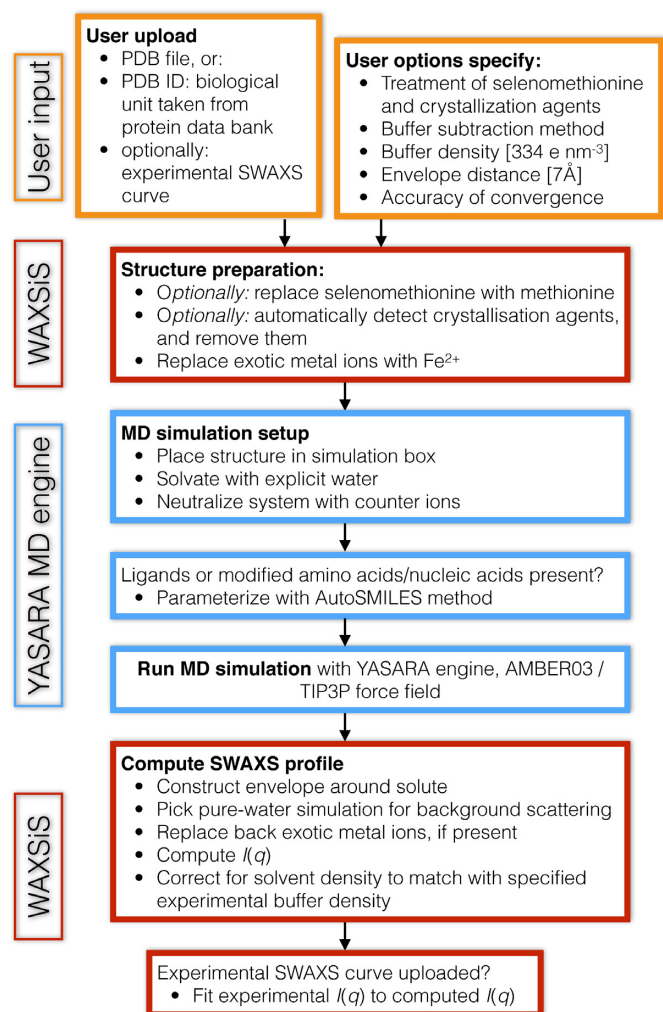 User input
User upload
• PDB file, or:
• PDB ID: biological
unit taken from
protein data bank
• optionally:
experimental SWAXS
curve
User options specify:
• Treatment of selenomethionine
and crystallization agents
• Buffer subtraction method
• Buffer density [334 e nm⁻³]
• Envelope distance [7Å]
• Accuracy of convergence
WAXSiS
Structure preparation:
• Optionally: replace selenomethionine with methionine
• Optionally: automatically detect crystallisation agents,
and remove them
• Replace exotic metal ions with Fe²⁺
YASARA MD engine
MD simulation setup
• Place structure in simulation box
• Solvate with explicit water
• Neutralize system with counter ions
Ligands or modified amino acids/nucleic acids present?
• Parameterize with AutoSMILES method
Run MD simulation with YASARA engine, AMBER03 /
TIP3P force field
WAXSiS
Compute SWAXS profile
• Construct envelope around solute
• Pick pure-water simulation for background scattering
• Replace back exotic metal ions, if present
• Compute I(q)
• Correct for solvent density to match with specified
experimental buffer density
Experimental SWAXS curve uploaded?
• Fit experimental I(q) to computed I(q)